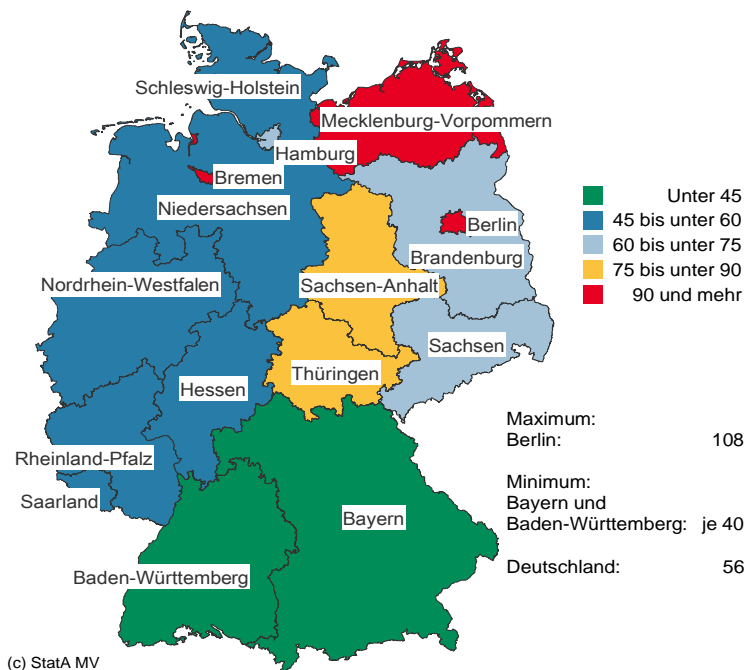 Schleswig-Holstein
Mecklenburg-Vorpommern
Hamburg
Bremen
Niedersachsen
Berlin
Brandenburg
Nordrhein-Westfalen
Sachsen-Anhalt
Sachsen
Thüringen
Hessen
Rheinland-Pfalz
Saarland
Bayern
Baden-Württemberg
Unter 45
45 bis unter 60
60 bis unter 75
75 bis unter 90
90 und mehr
Maximum:
Berlin: 108
Minimum:
Bayern und
Baden-Württemberg: je 40
Deutschland: 56
(c) StatA MV